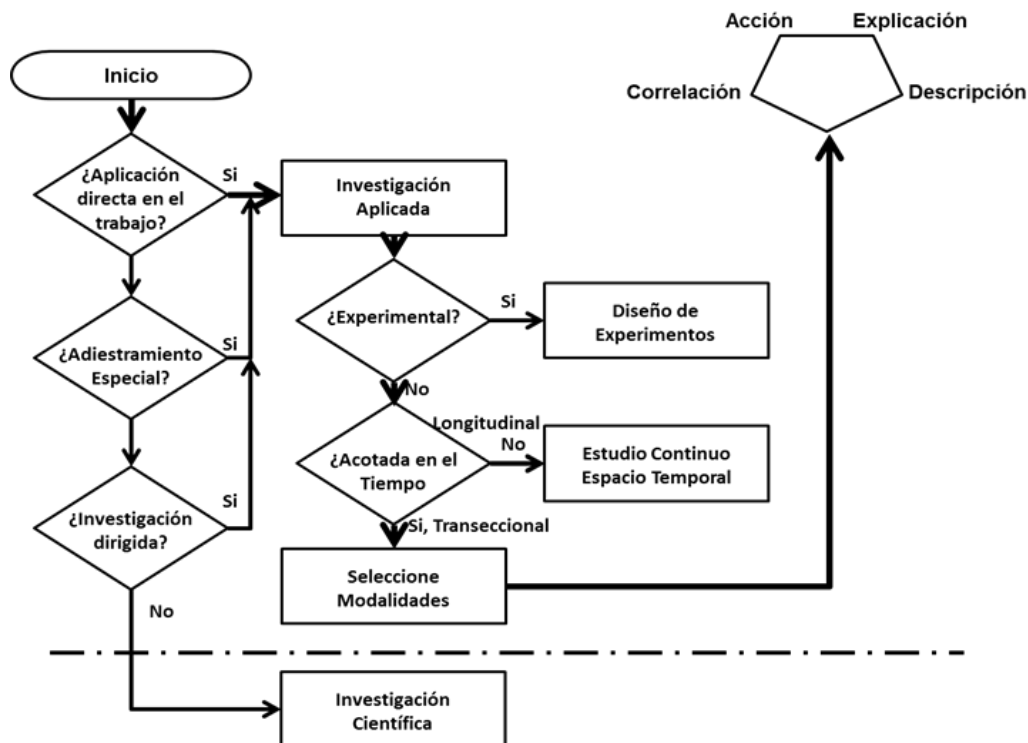 Acción
Explicación
Inicio
Correlación
Descripción
¿Aplicación
directa en el
trabajo?
Si
Investigación
Aplicada
¿Experimental?
Si
Diseño de
Experimentos
¿Adiestramiento
Especial?
Si
No
Longitudinal
No
¿Acotada en el
Tiempo
Estudio Continuo
Espacio Temporal
¿Investigación
dirigida?
Si
Si, Transeccional
Seleccione
Modalidades
No
Investigación
Científica